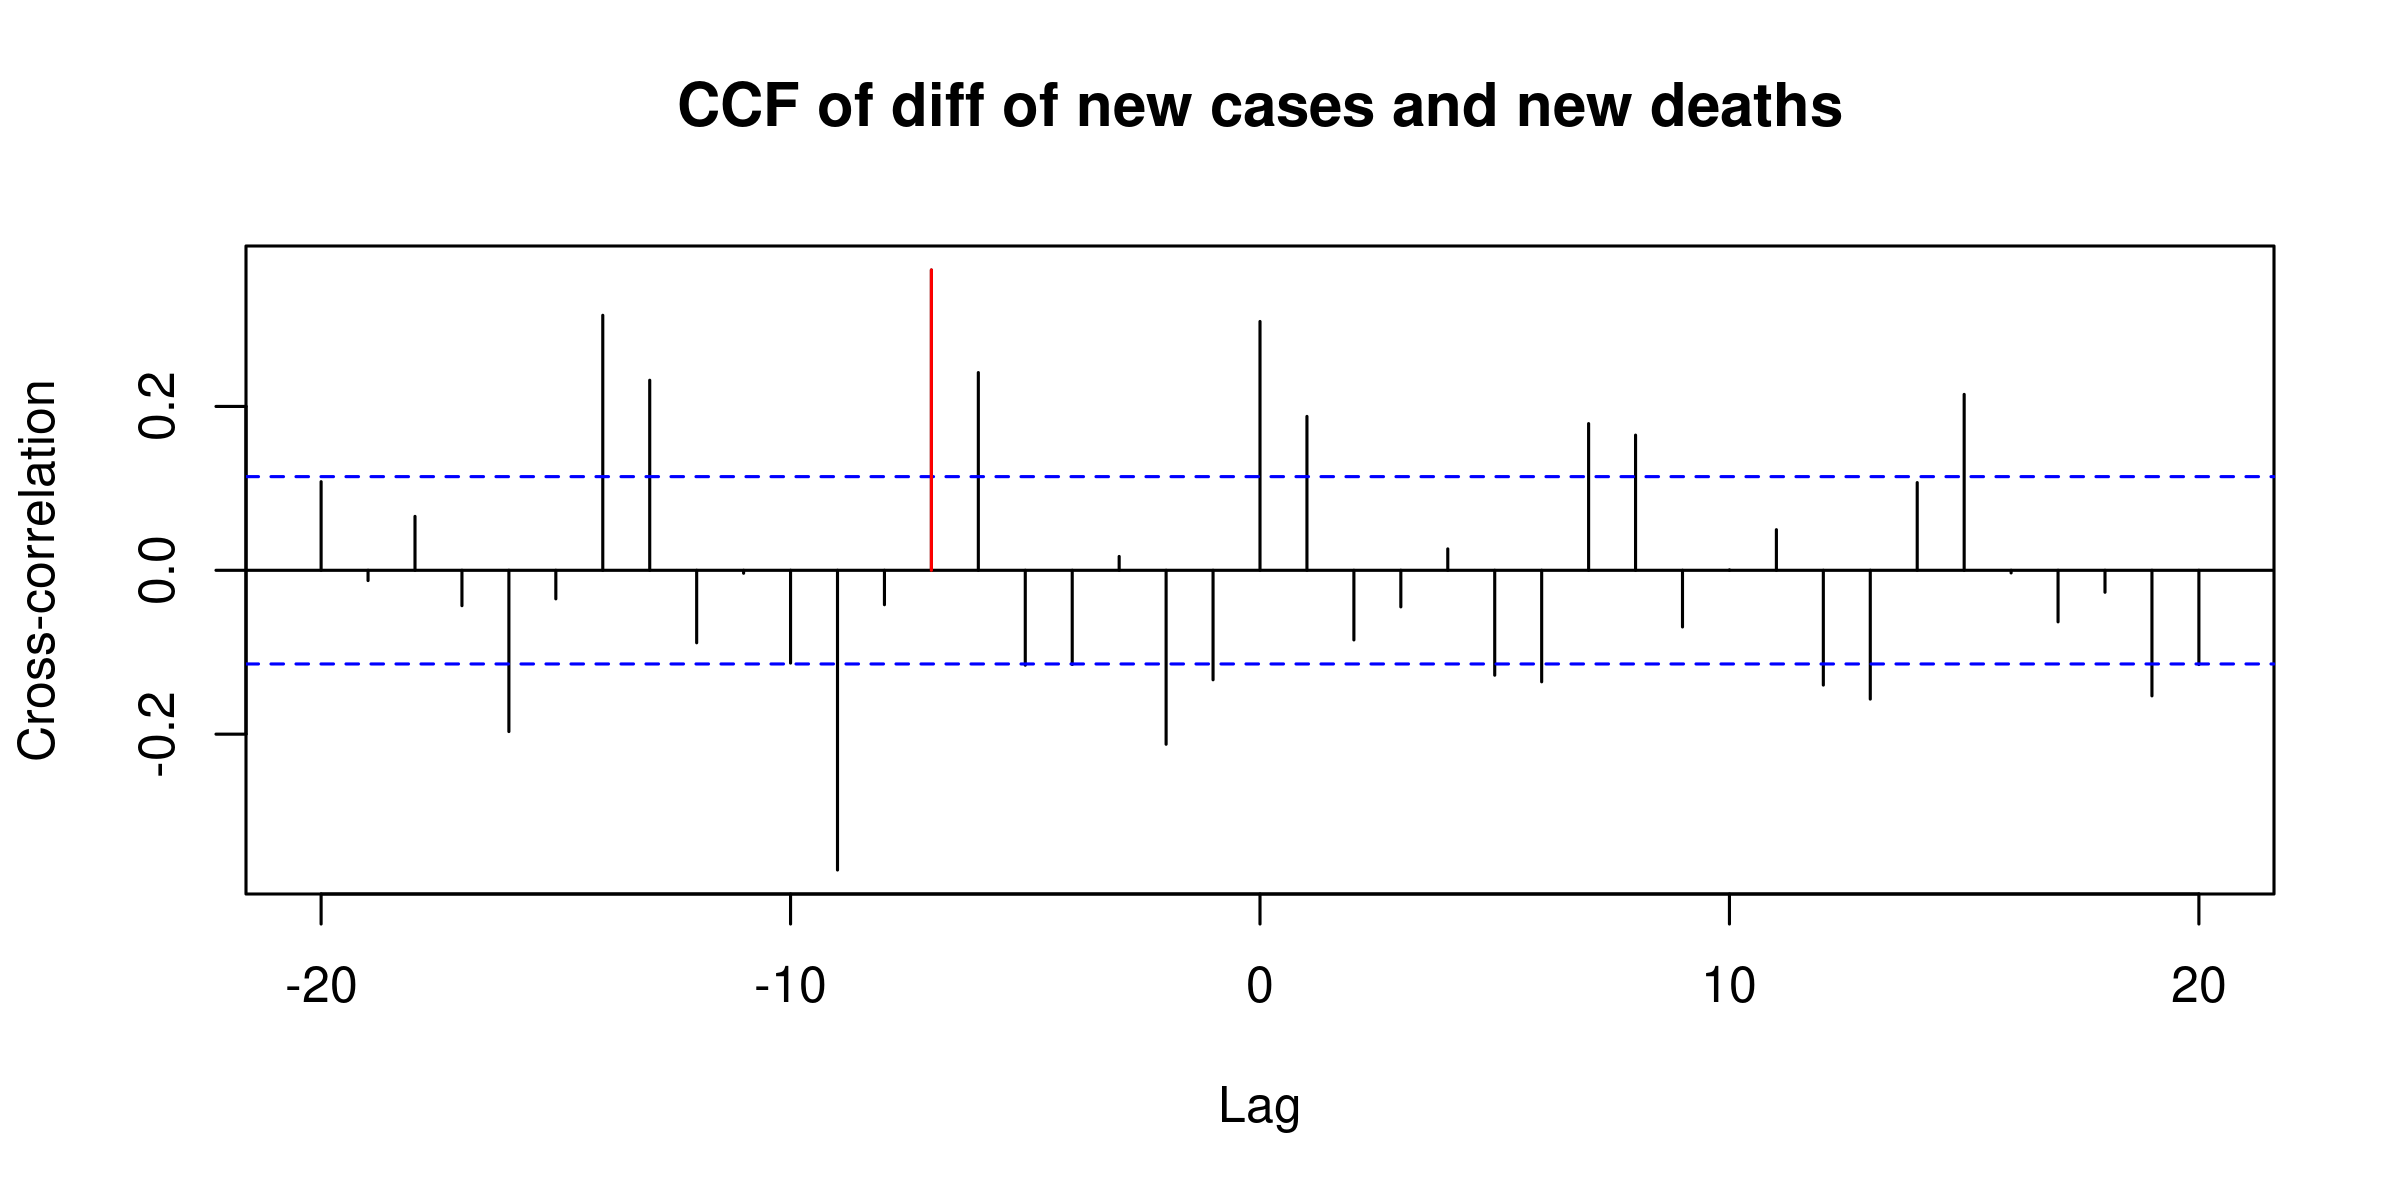 CCF of diff of new cases and new deaths
Cross-correlation
0.2
0.0
-0.2
-20
-10
0
10
20
Lag